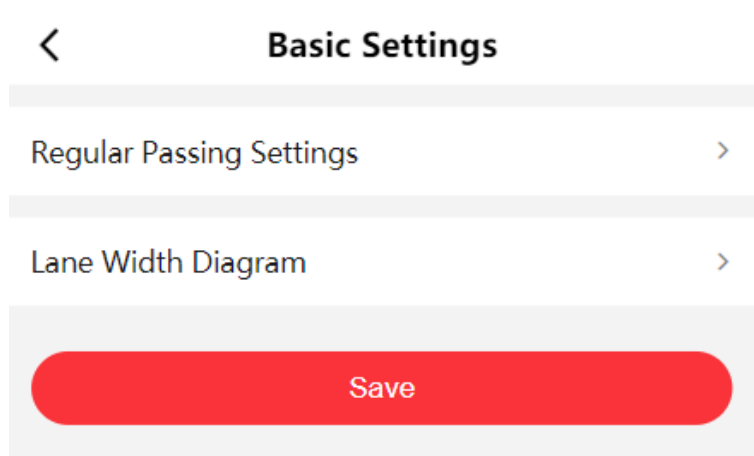 Basic Settings
Regular Passing Settings
Lane Width Diagram
Save